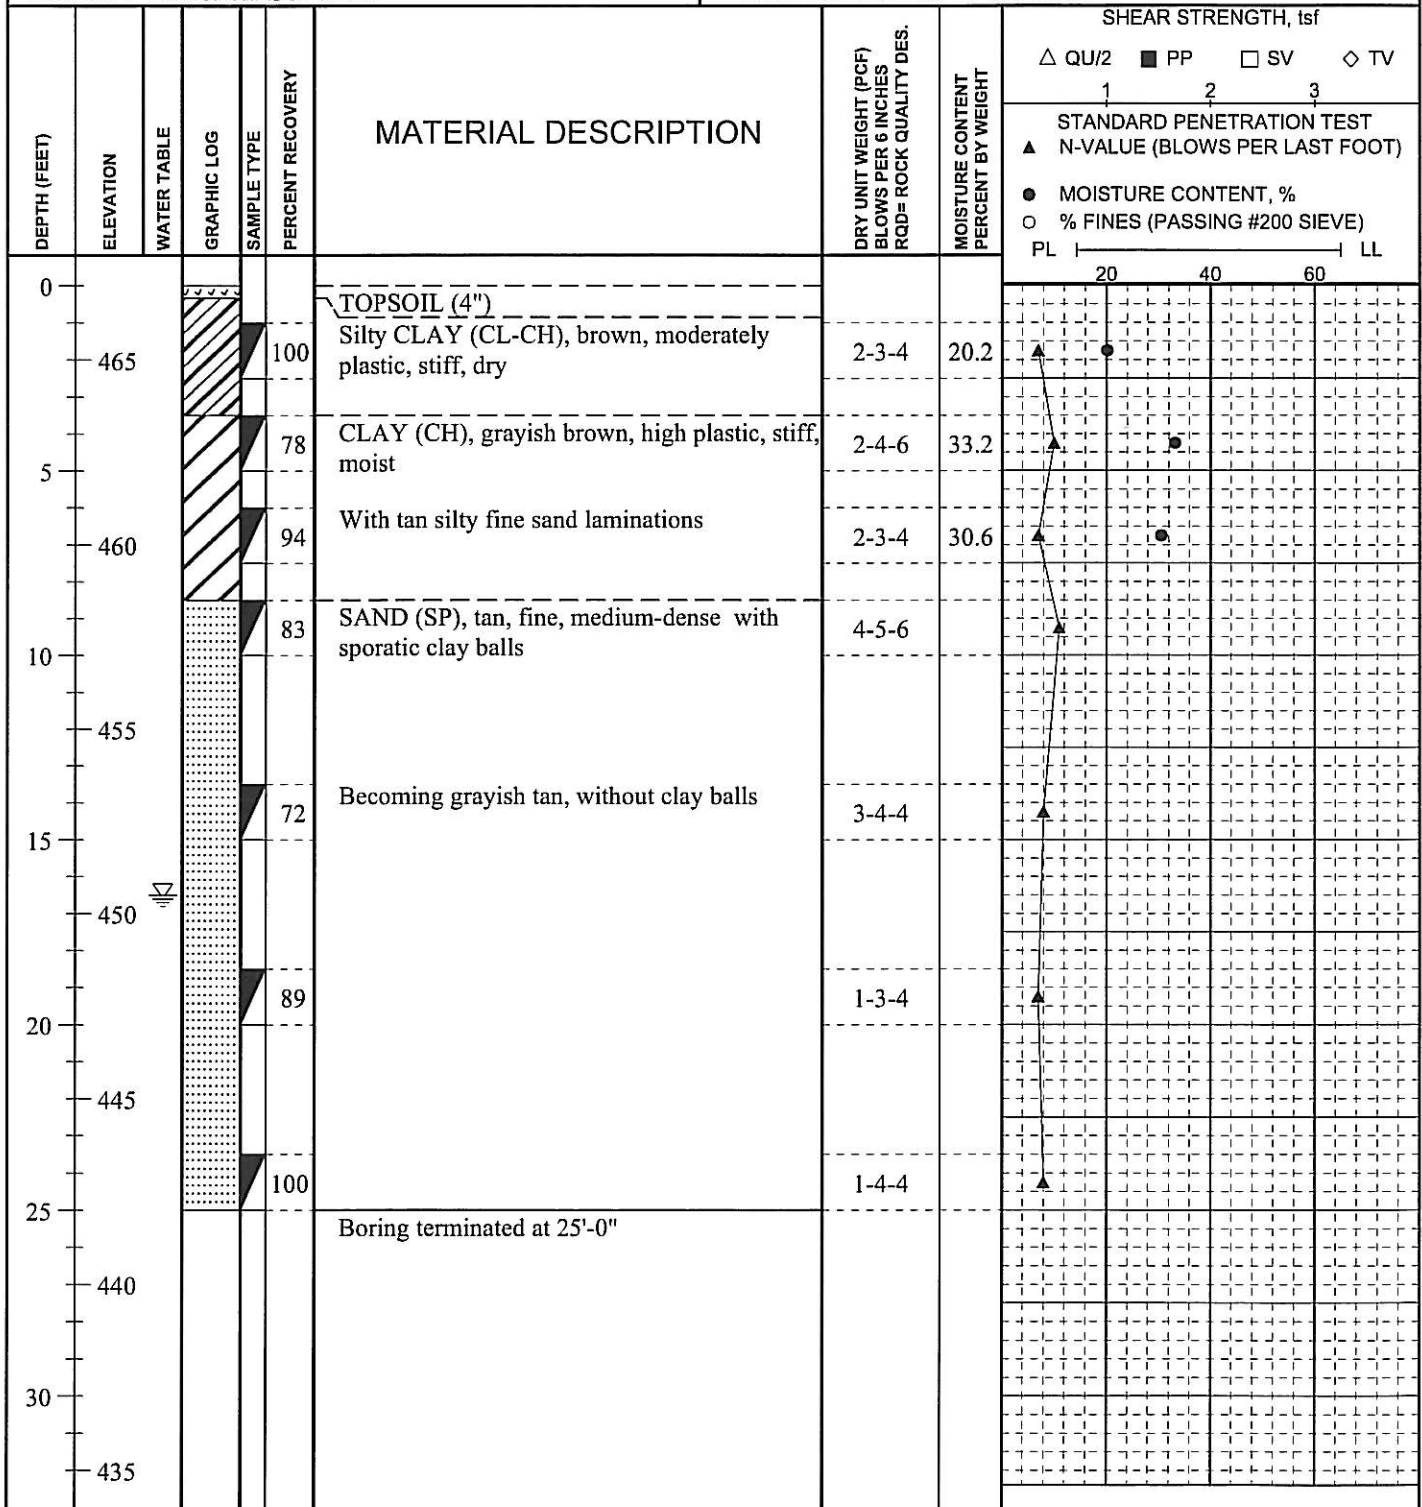 SHEAR STRENGTH, tsf
△ QU/2 ■ PP □ SV ◇ TV
1 2 3
STANDARD PENETRATION TEST
▲ N-VALUE (BLOWS PER LAST FOOT)
● MOISTURE CONTENT, %
○ % FINES (PASSING #200 SIEVE)
PL LL
20 40 60
DEPTH (FEET)
ELEVATION
WATER TABLE
GRAPHIC LOG
SAMPLE TYPE
PERCENT RECOVERY
MATERIAL DESCRIPTION
DRY UNIT WEIGHT (PCF)
BLOWS PER 6 INCHES
RQD= ROCK QUALITY DES.
MOISTURE CONTENT
PERCENT BY WEIGHT
0
TOPSOIL (4")
Silty CLAY (CL-CH), brown, moderately
465 100 plastic, stiff, dry 2-3-4 20.2
CLAY (CH), grayish brown, high plastic, stiff,
78 moist 2-4-6 33.2
5
With tan silty fine sand laminations
460 94 2-3-4 30.6
SAND (SP), tan, fine, medium-dense with
83 sporatic clay balls 4-5-6
10
455
Becoming grayish tan, without clay balls
72 3-4-4
15
450
89 1-3-4
20
445
100 1-4-4
25
Boring terminated at 25'-0"
440
30
435